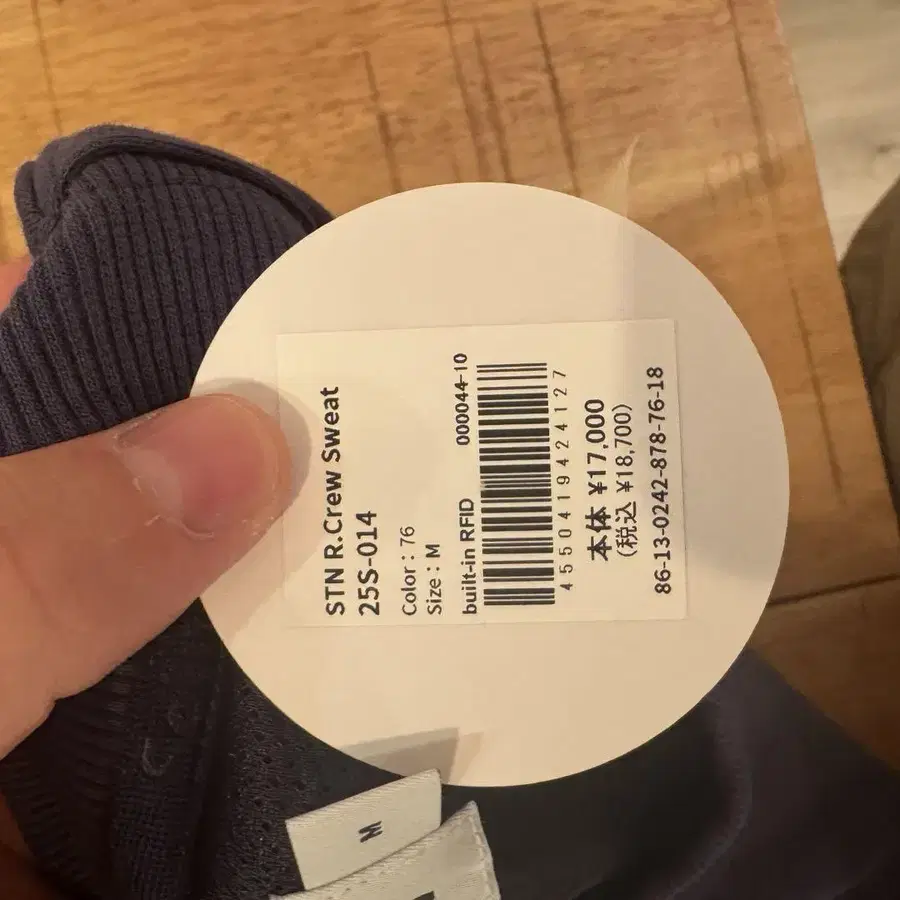 STN R.Crew Sweat
25S-014
Color : 76
Size : M
built-in RFID 000044-10
4550419424127
本体 ¥17,000
(税込 ¥18,700)
86-13-0242-878-76-18
M